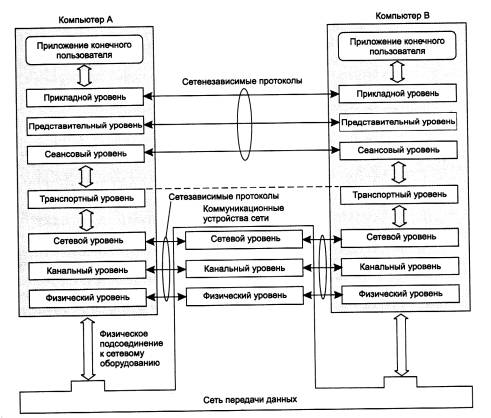 Компьютер A
Компьютер B
Приложение конечного
пользователя
Приложение конечного
пользователя
Сетенезависимые протоколы
Прикладной уровень
Прикладной уровень
Представительный уровень
Представительный уровень
Сеансовый уровень
Сеансовый уровень
Транспортный уровень
Транспортный уровень
Сетезависимые протоколы
Коммуникационные
устройства сети
Сетевой уровень
Сетевой уровень
Сетевой уровень
Канальный уровень
Канальный уровень
Канальный уровень
Физический уровень
Физический уровень
Физический уровень
Физическое
подсоединение
к сетевому
оборудованию
Сеть передачи данных